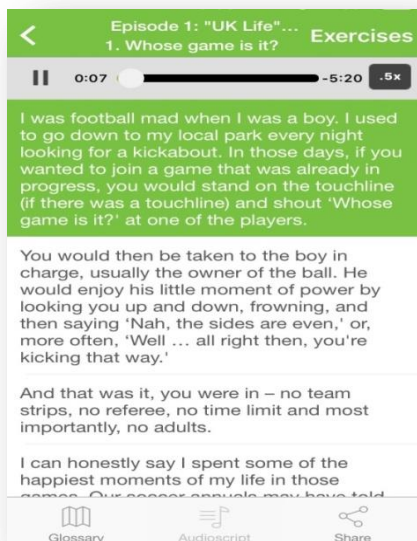 Episode 1: "UK Life"...
1. Whose game is it?
Exercises
0:07
-5:20
.5x
I was football mad when I was a boy. I used
to go down to my local park every night
looking for a kickabout. In those days, if you
wanted to join a game that was already in
progress, you would stand on the touchline
(if there was a touchline) and shout ‘Whose
game is it?’ at one of the players.
You would then be taken to the boy in
charge, usually the owner of the ball. He
would enjoy his little moment of power by
looking you up and down, frowning, and
then saying ‘Nah, the sides are even,’ or,
more often, ‘Well ... all right then, you're
kicking that way.’
And that was it, you were in – no team
strips, no referee, no time limit and most
importantly, no adults.
I can honestly say I spent some of the
happiest moments of my life in those
games. Our soccer annuals may have told
Glossary
Audioscript
Share